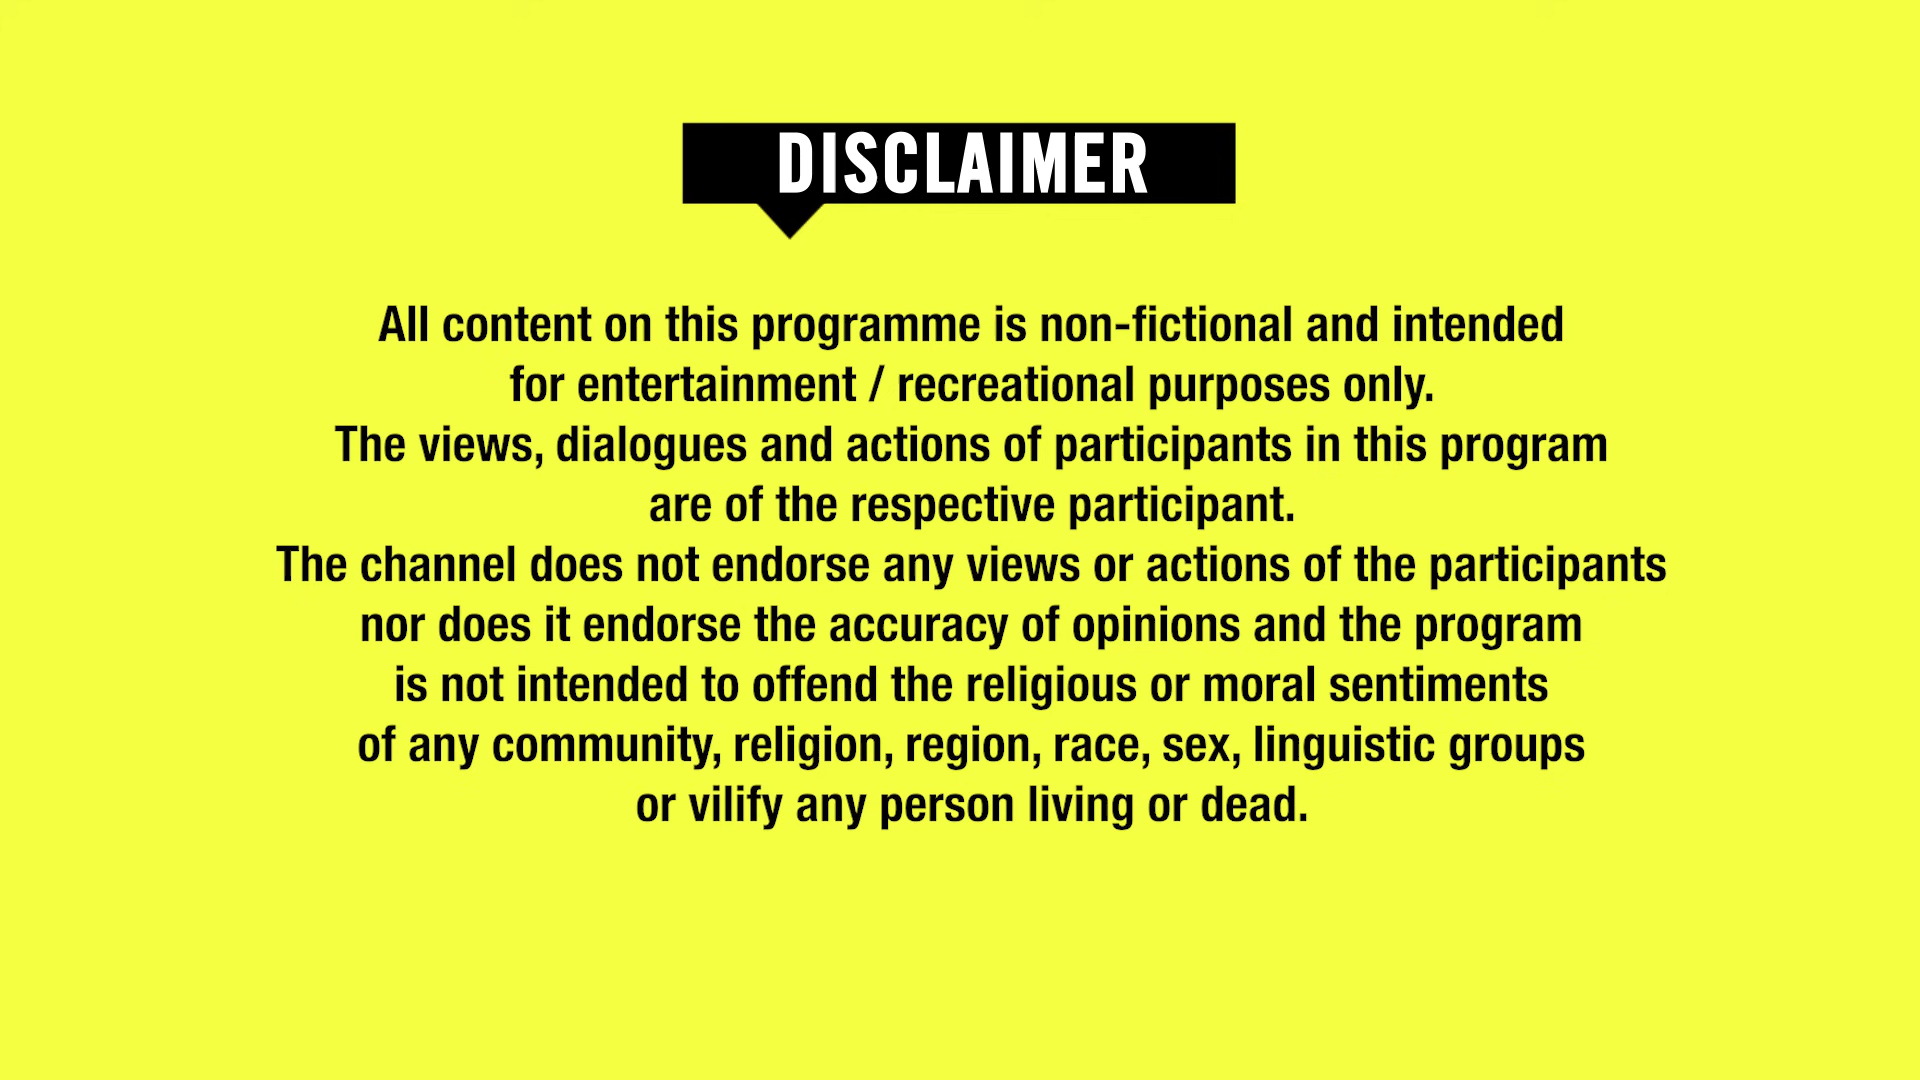 DISCLAIMER
All content on this programme is non-fictional and intended
for entertainment / recreational purposes only.
The views, dialogues and actions of participants in this program
are of the respective participant.
The channel does not endorse any views or actions of the participants
nor does it endorse the accuracy of opinions and the program
is not intended to offend the religious or moral sentiments
of any community, religion, region, race, sex, linguistic groups
or vilify any person living or dead.